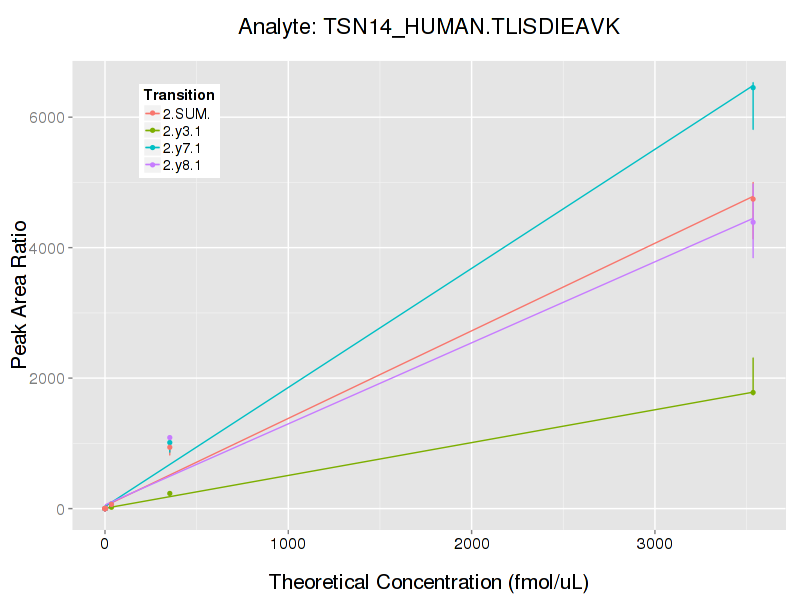 Analyte: TSN14_HUMAN.TLISDIEAVK
Transition
2.SUM.
2.y3.1
2.y7.1
2.y8.1
Peak Area Ratio
6000
4000
2000
0
0 1000 2000 3000
Theoretical Concentration (fmol/uL)